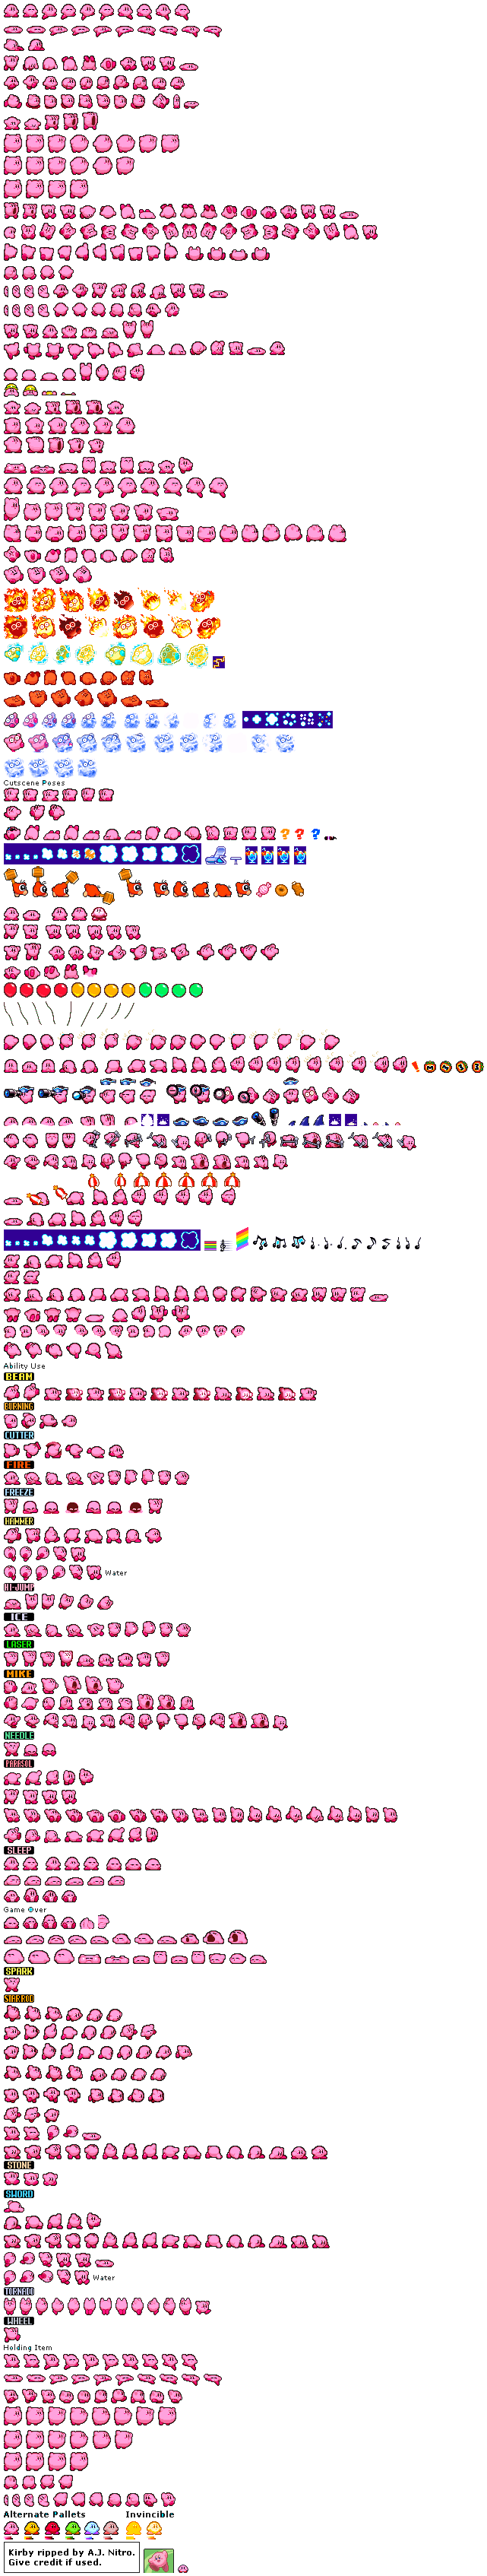 Cutscene Poses
Ability Use
BEAM
BURNING
CUTTER
FIRE
FREEZE
HAMMER
Water
HI-JUMP
ICE
LASER
MIKE
NEEDLE
PARASOL
SLEEP
Game Over
SPARK
STAR ROD
STONE
SWORD
Water
TORNADO
WHEEL
Holding Item
Alternate Pallets Invincible
Kirby ripped by A.J. Nitro.
Give credit if used.